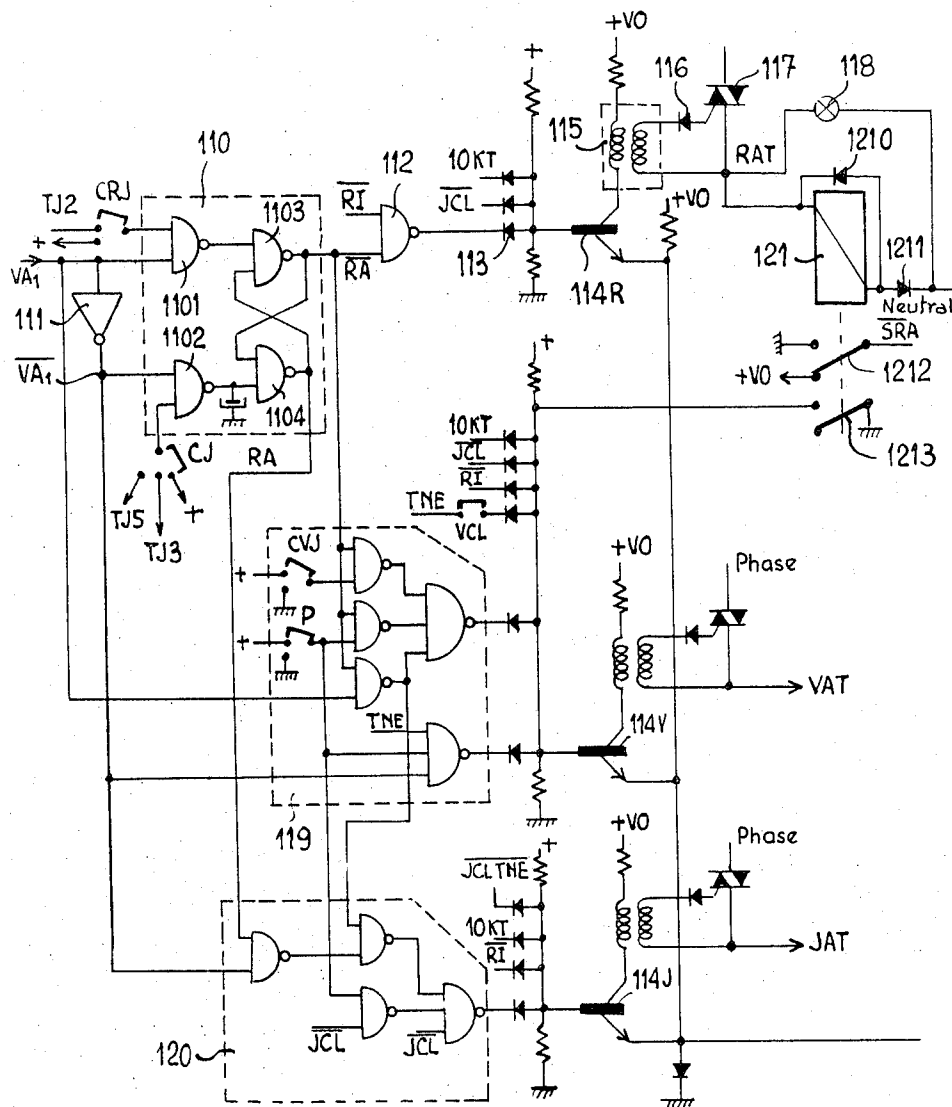 +VO
+
116
117
118
115
RAT
1210
10KT
JCL
+VO
110
CRJ
TJ2
+
VA1
1103
RI
112
RA
113
114R
121
1211
Neutral
SRA
1101
111
1102
VA1
1104
+VO
1212
1213
CJ
RA
TJ5
TJ3
+
+
10KT
JCL
RI
TNE
VCL
CVJ
+
P
+
+VO
Phase
VAT
TNE
114V
119
+
+VO
Phase
JCLTNE
10KT
RI
JAT
114J
JCL
JCL
120